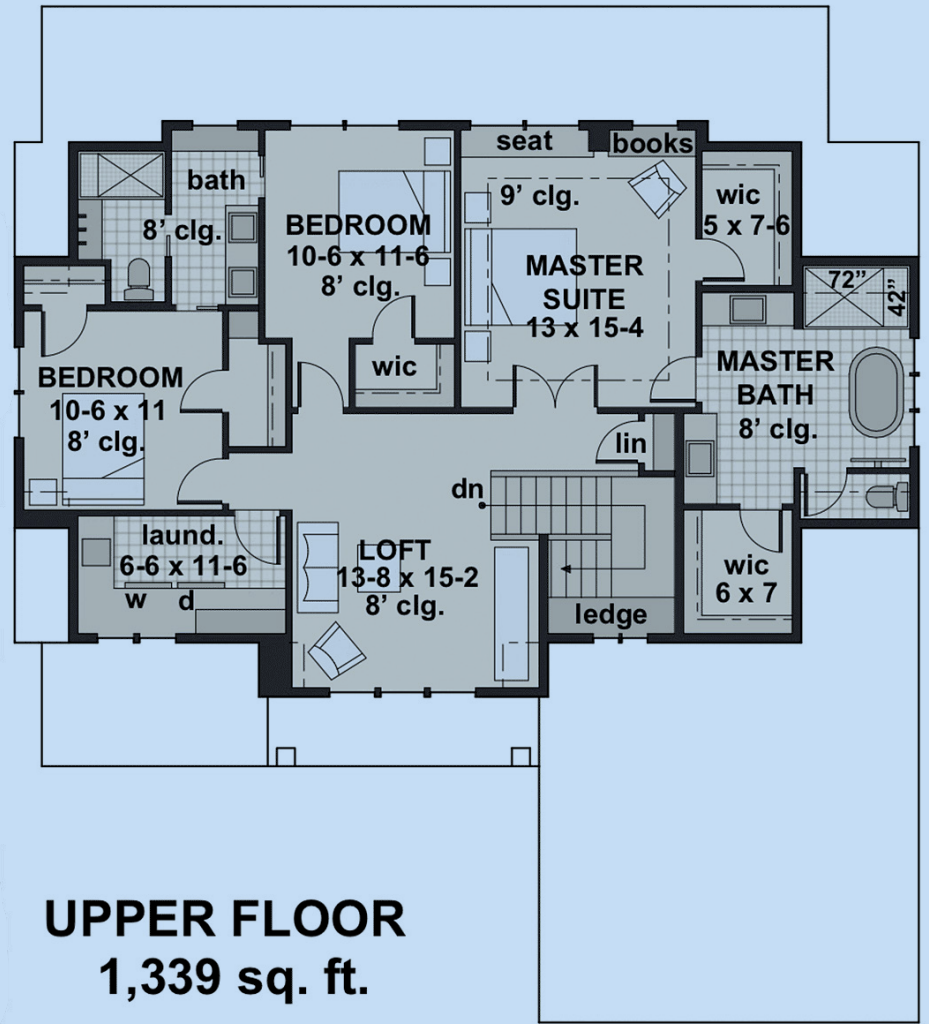 seat
books
bath
9’ clg.
wic
5 x 7-6
8’ clg.
BEDROOM
10-6 x 11-6
8’ clg.
MASTER
SUITE
13 x 15-4
72”
42”
wic
MASTER
BATH
8’ clg.
BEDROOM
10-6 x 11
8’ clg.
lin
dn
laund.
6-6 x 11-6
w d
LOFT
13-8 x 15-2
8’ clg.
wic
6 x 7
ledge
UPPER FLOOR
1,339 sq. ft.